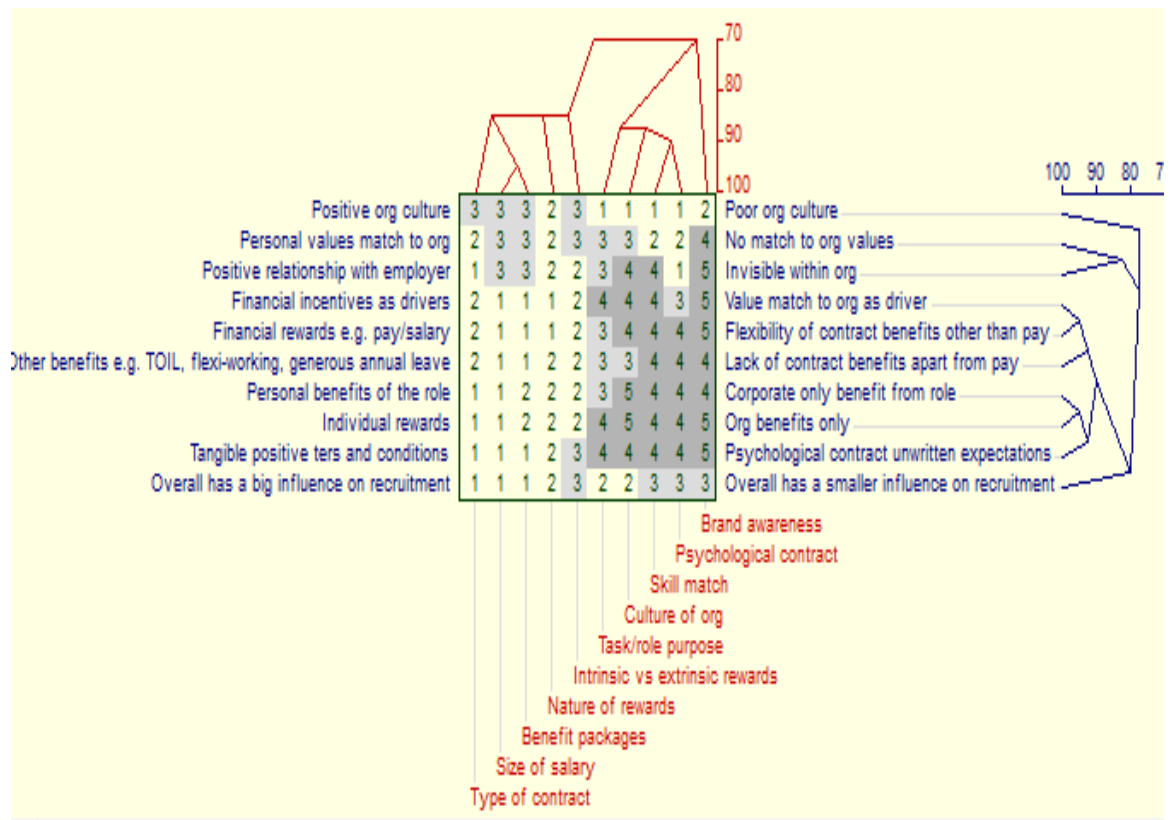 70
80
90
100
100 90 80 7
Positive org culture 3 3 3 2 3 1 1 1 1 2 Poor org culture
Personal values match to org 2 3 3 2 3 3 3 2 2 4 No match to org values
Positive relationship with employer 1 3 3 2 2 3 4 4 1 5 Invisible within org
Financial incentives as drivers 2 1 1 1 2 4 4 4 3 5 Value match to org as driver
Financial rewards e.g. pay/salary 2 1 1 1 2 3 4 4 4 5 Flexibility of contract benefits other than pay
Other benefits e.g. TOIL, flexi-working, generous annual leave 2 1 1 2 2 3 3 4 4 4 Lack of contract benefits apart from pay
Personal benefits of the role 1 1 2 2 2 3 5 4 4 4 Corporate only benefit from role
Individual rewards 1 1 2 2 2 4 5 4 4 5 Org benefits only
Tangible positive ters and conditions 1 1 1 2 3 4 4 4 4 5 Psychological contract unwritten expectations
Overall has a big influence on recruitment 1 1 1 2 3 2 2 3 3 3 Overall has a smaller influence on recruitment
Brand awareness
Psychological contract
Skill match
Culture of org
Task/role purpose
Intrinsic vs extrinsic rewards
Nature of rewards
Benefit packages
Size of salary
Type of contract